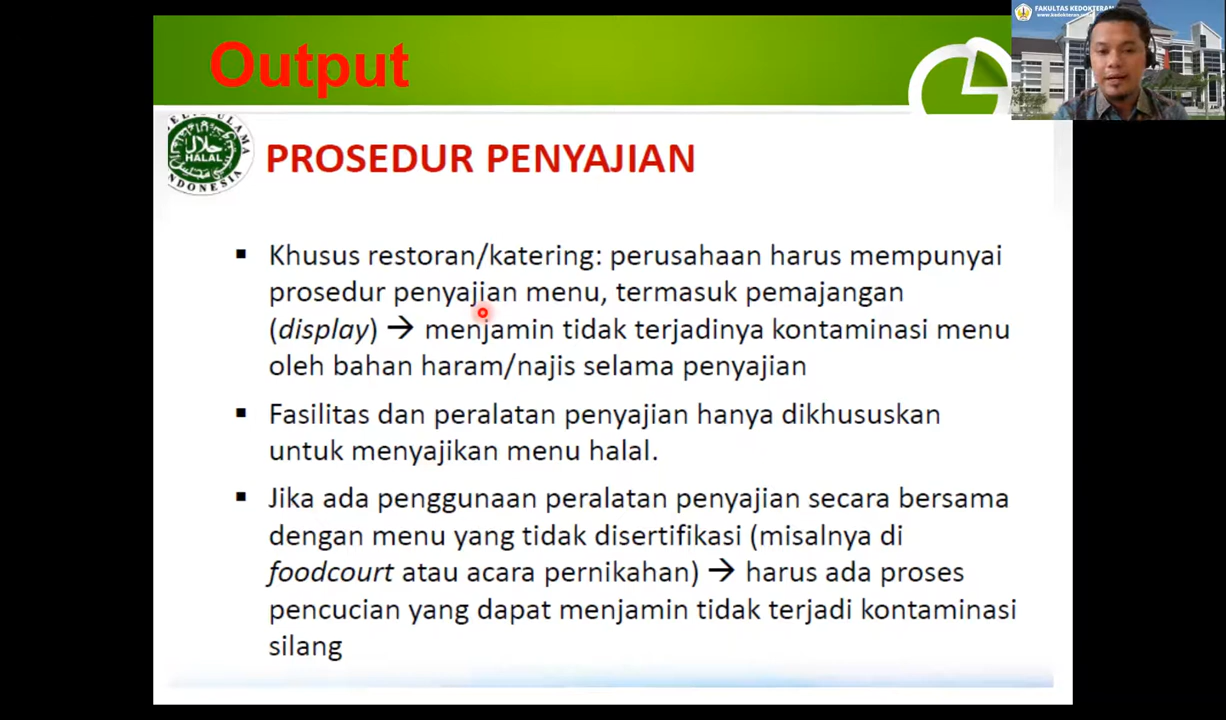 FAKULTAS KEDOKTERAN
Output
HALAL
PROSEDUR PENYAJIAN
▪ Khusus restoran/katering: perusahaan harus mempunyai
prosedur penyajian menu, termasuk pemajangan
(display) → menjamin tidak terjadinya kontaminasi menu
oleh bahan haram/najis selama penyajian
▪ Fasilitas dan peralatan penyajian hanya dikhususkan
untuk menyajikan menu halal.
▪ Jika ada penggunaan peralatan penyajian secara bersama
dengan menu yang tidak disertifikasi (misalnya di
foodcourt atau acara pernikahan) → harus ada proses
pencucian yang dapat menjamin tidak terjadi kontaminasi
silang